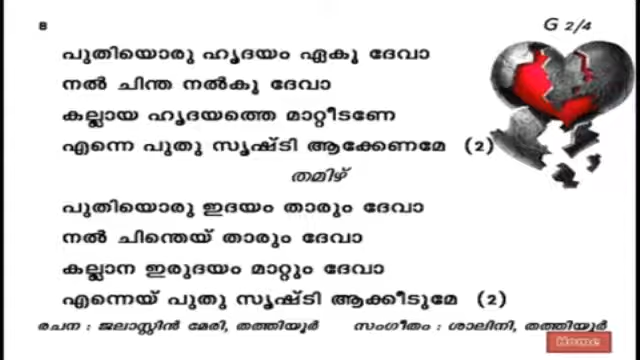 8
G 2/4
പുതിയൊരു ഹൃദയം ഏകൂ ദേവാ
നൽ ചിന്ത നൽകൂ ദേവാ
കല്ലായ ഹൃദയത്തെ മാറ്റീടണേ
എന്നെ പുതു സൃഷ്ടി ആക്കേണമേ (2)
തമിഴ്
പുതിയൊരു ഇദയം താരും ദേവാ
നൽ ചിന്തെയ് താരും ദേവാ
കല്ലാന ഇരുദയം മാറ്റും ദേവാ
എന്നെയ് പുതു സൃഷ്ടി ആക്കീടുമേ (2)
രചന : ജലാസ്റ്റിൻ മേരി, തത്തിയൂർ സംഗീതം : ശാലിനി, തത്തിയൂർ
Home